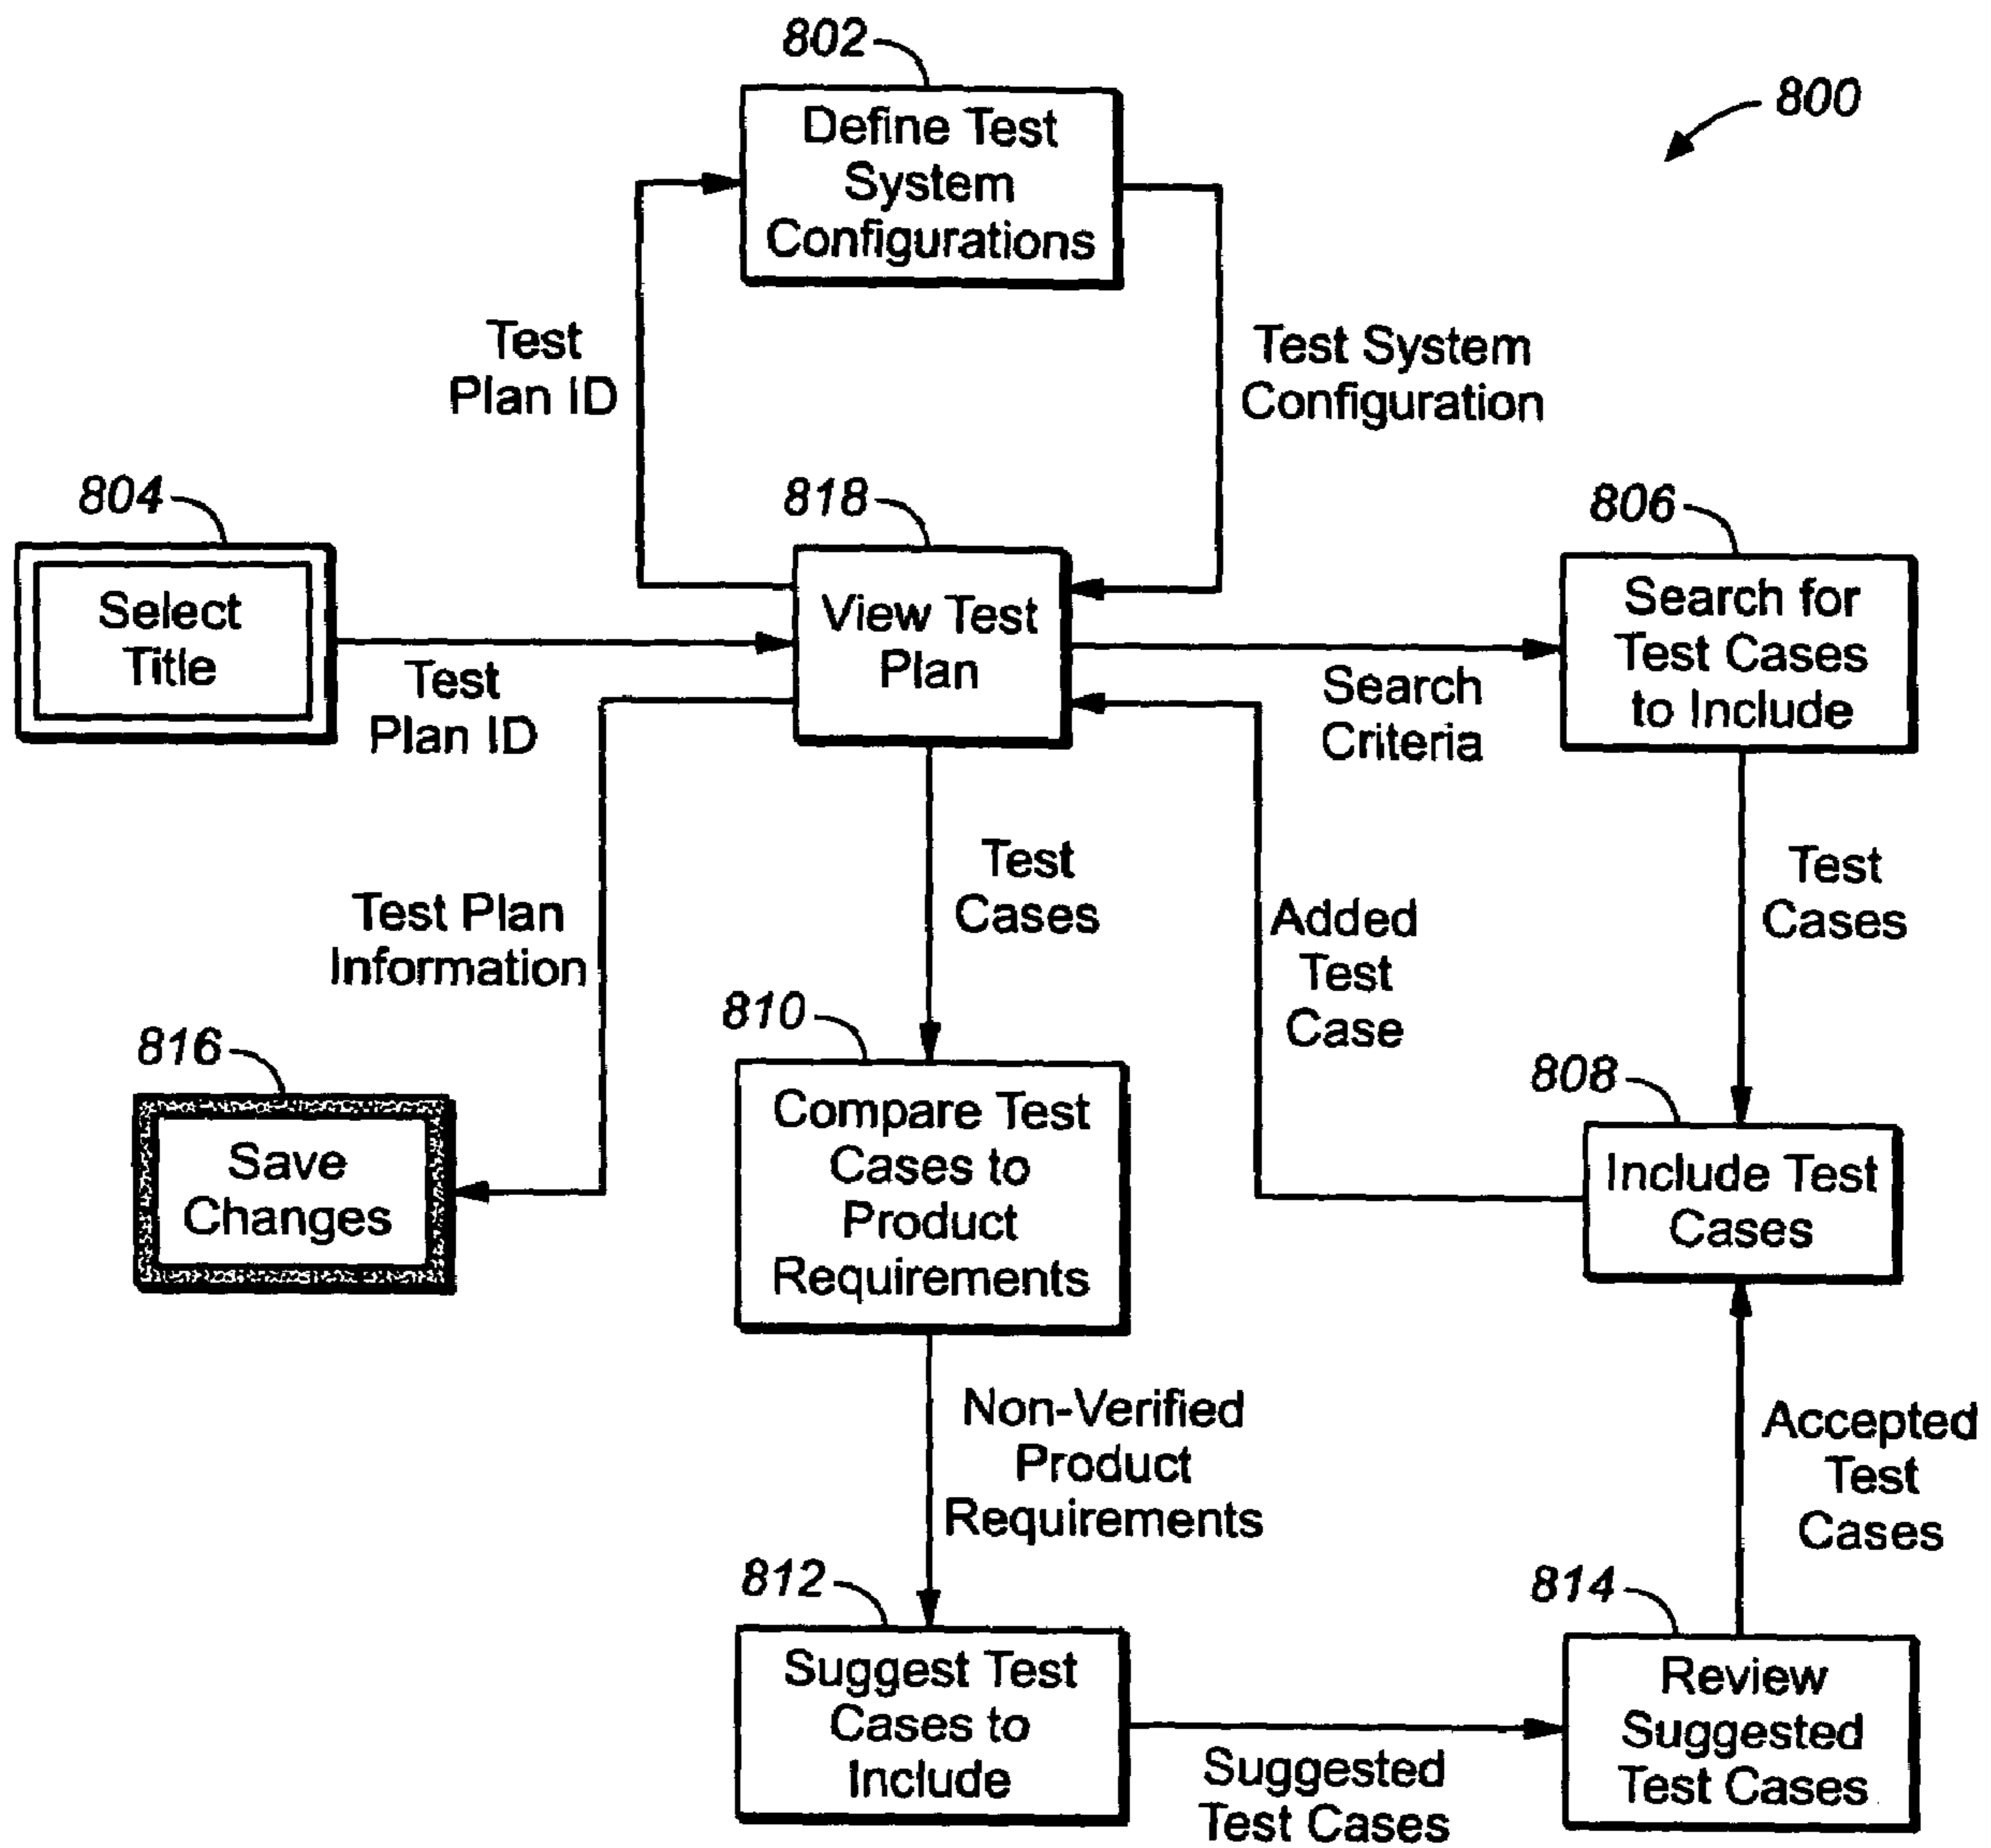 802
800
Define Test
System
Configurations
Test
Plan ID
Test System
Configuration
804
818
806
Select
Title
View Test
Plan
Search for
Test Cases
to Include
Test
Plan ID
Search
Criteria
Test
Cases
Test
Cases
Test Plan
Information
Added
Test
Case
810
816
808
Compare Test
Cases to
Product
Requirements
Save
Changes
Include Test
Cases
Non-Verified
Product
Requirements
Accepted
Test
Cases
812
814
Suggest Test
Cases to
Include
Suggested
Test Cases
Review
Suggested
Test Cases